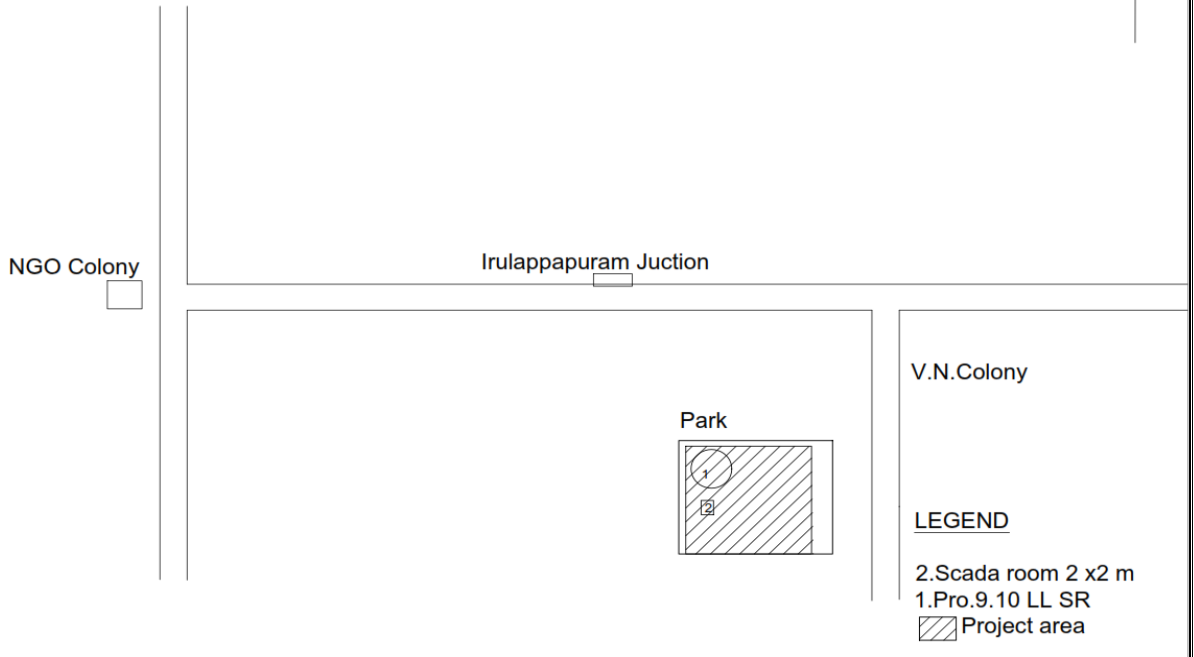 NGO Colony
Irulappapuram Juction
V.N.Colony
Park
1
2
LEGEND
2.Scada room 2 x2 m
1.Pro.9.10 LL SR
Project area